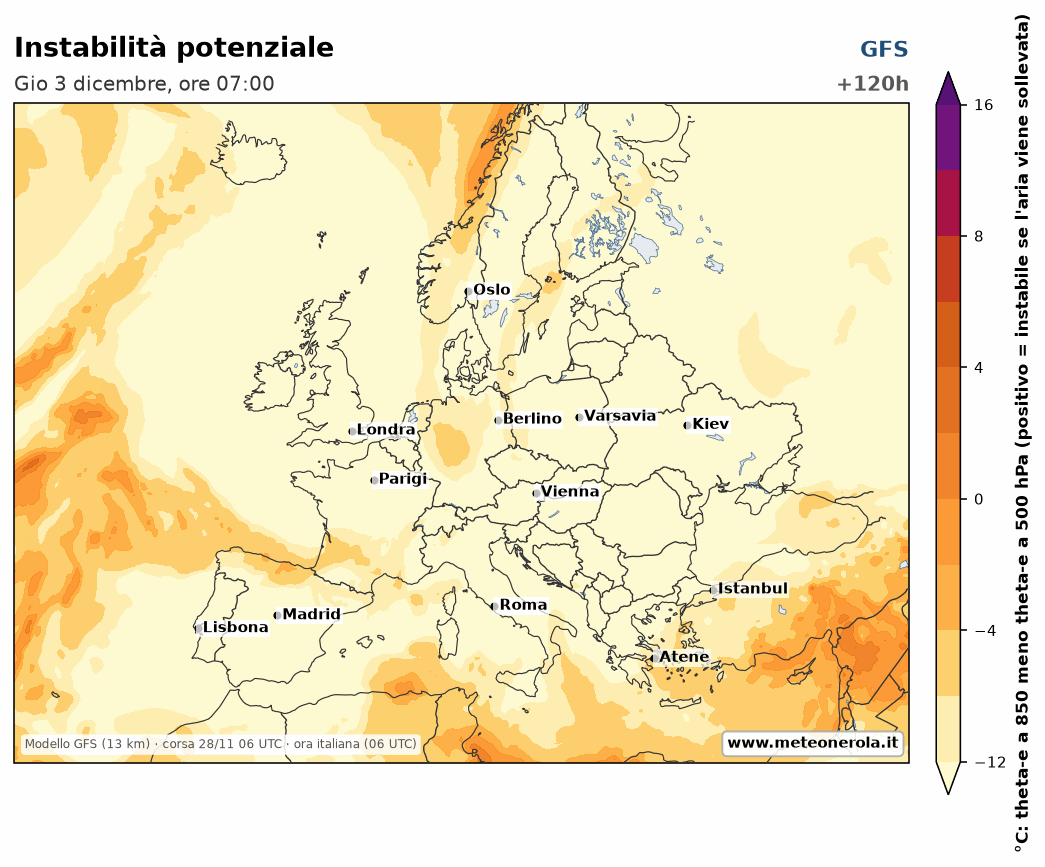 Instabilità potenziale
GFS
Gio 3 dicembre, ore 07:00
+120h
Oslo
Londra
Berlino
Varsavia
Kiev
Parigi
Vienna
Istanbul
Roma
Madrid
Lisbona
Atene
Modello GFS (13 km) · corsa 28/11 06 UTC · ora italiana (06 UTC)
www.meteonerola.it
16
8
4
0
−4
−12
°C: theta-e a 850 meno theta-e a 500 hPa (positivo = instabile se l'aria viene sollevata)